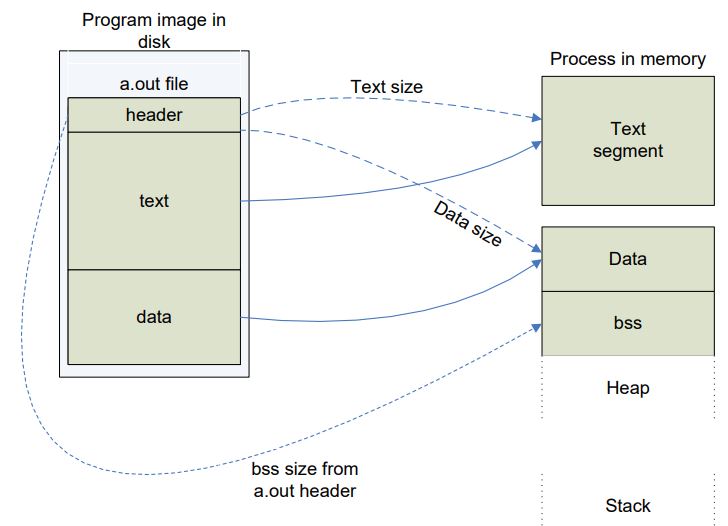 Program image in
disk
a.out file
header
text
data
Text size
Data size
bss size from
a.out header
Process in memory
Text
segment
Data
bss
Heap
Stack